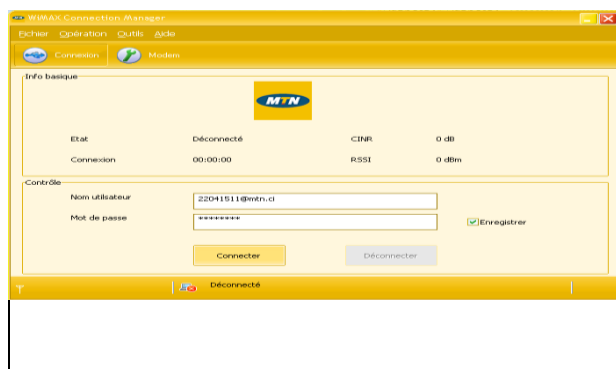 WiMAX Connection Manager
Fichier Opération Outils Aide
Connexion Modem
Info basique
MTN
Etat Déconnecté CINR 0 dB
Connexion 00:00:00 RSSI 0 dBm
Contrôle
Nom utilsateur 22041511@mtn.ci
Mot de passe ********
Enregistrer
Connecter Déconnecter
Déconnecté